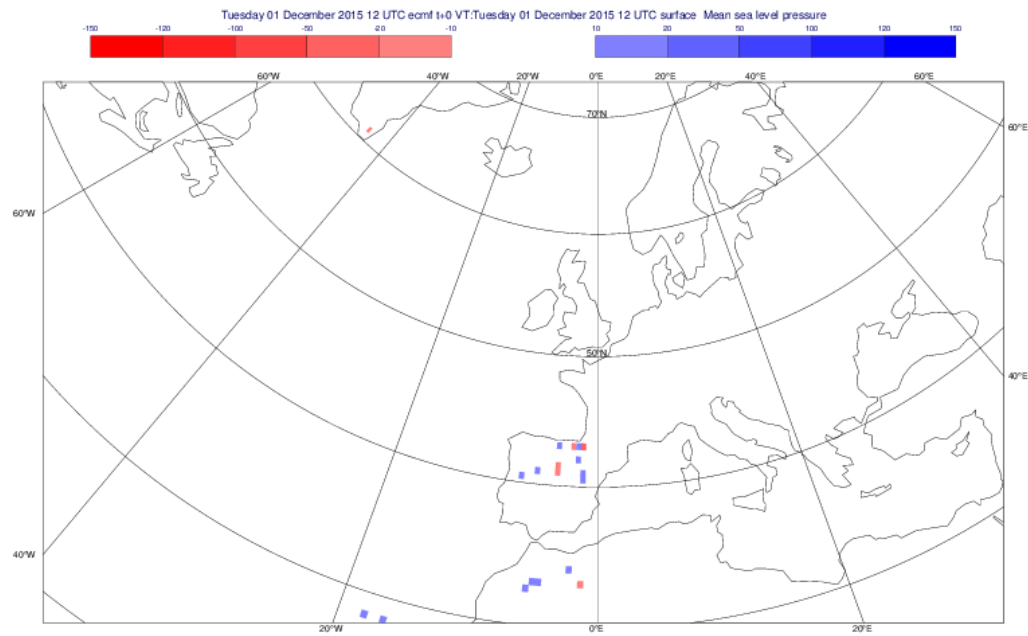 Tuesday 01 December 2015 12 UTC ecmf t+0 VT:Tuesday 01 December 2015 12 UTC surface Mean sea level pressure
-150 -120 -100 -50 -20 -10 10 20 50 100 120 150
60°W 40°W 20°W 0°E 20°E 40°E 60°E
70°N
60°E
60°W
50°N
40°E
40°W
20°W 0°E 20°E